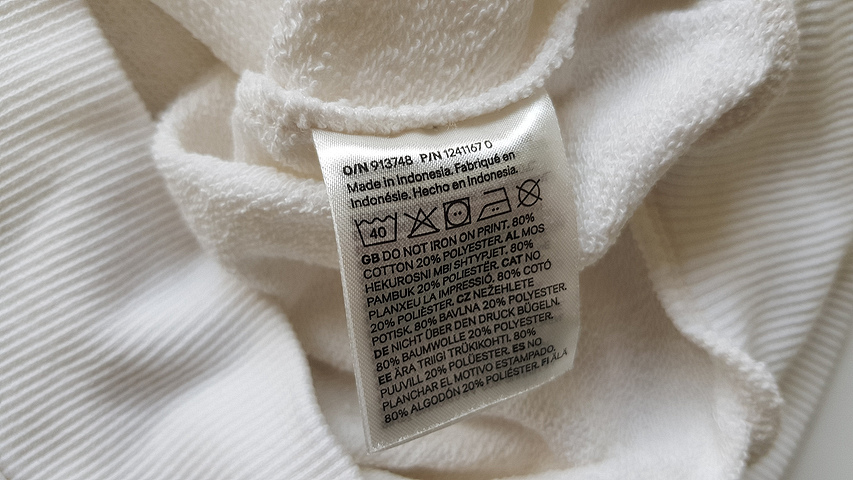 O/N 913748 P/N 1241167 0
Made in Indonesia. Fabriqué en
Indonésie. Hecho en Indonesia.
40
GB DO NOT IRON ON PRINT. 80%
COTTON 20% POLYESTER. AL MOS
HEKUROSNI MBI SHTYPJET. 80%
PAMBUK 20% POLIESTËR. CAT NO
PLANXEU LA IMPRESSIÓ. 80% COTÓ
20% POLIÈSTER. CZ NEŽEHLETE
POTISK. 80% BAVLNA 20% POLYESTER.
DE NICHT ÜBER DEN DRUCK BÜGELN.
80% BAUMWOLLE 20% POLYESTER.
EE ÄRA TRIIGI TRÜKIKOHTI. 80%
PUUVILL 20% POLÜESTER. ES NO
PLANCHAR EL MOTIVO ESTAMPADO.
80% ALGODÓN 20% POLIÉSTER. FI ÄLÄ